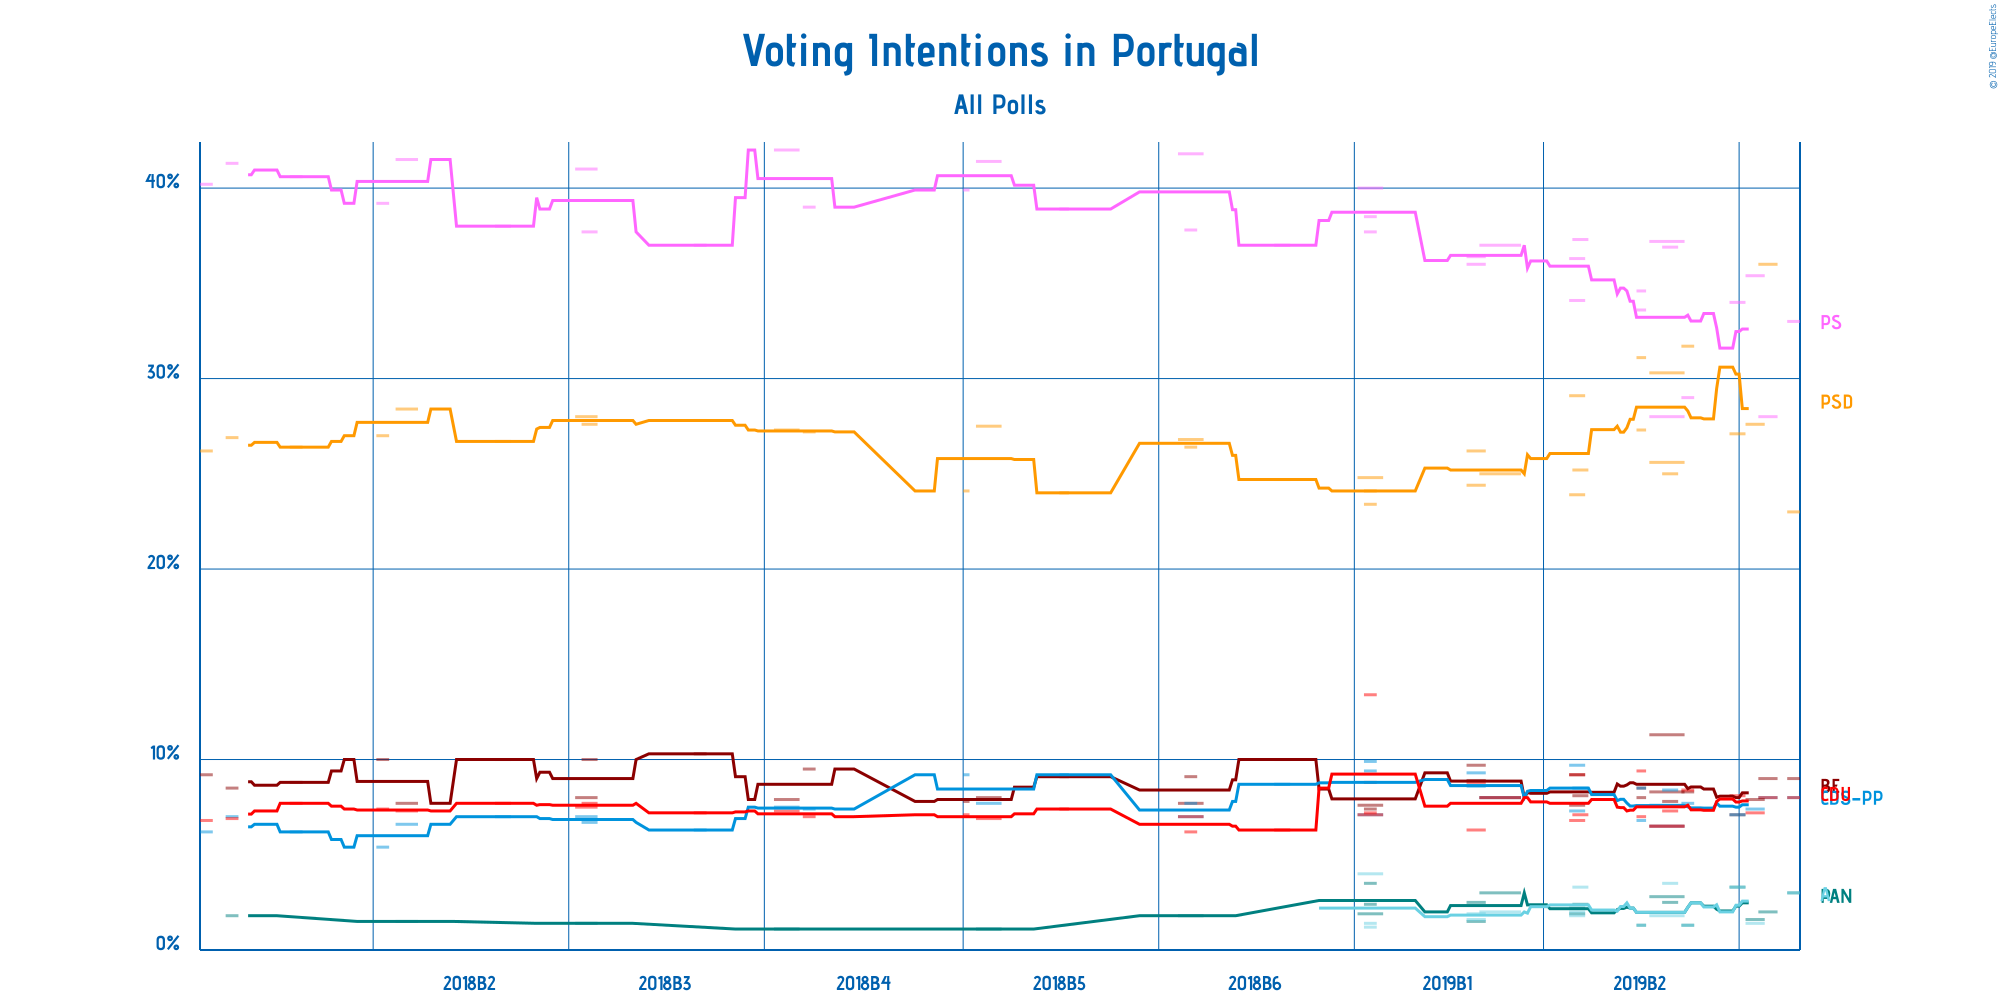 Voting Intentions in Portugal
All Polls
© 2019 @EuropeElects
40%
30%
20%
10%
0%
PS
PSD
BE
CDS-PP
PAN
2018B2 2018B3 2018B4 2018B5 2018B6 2019B1 2019B2